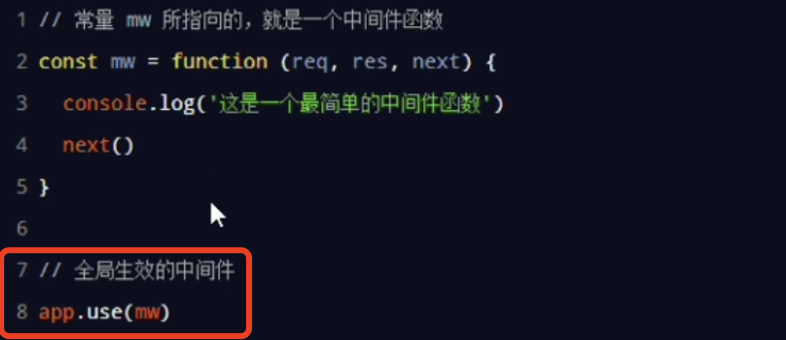 1 // 常量 mw 所指向的，就是一个中间件函数
2 const mw = function (req, res, next) {
3   console.log('这是一个最简单的中间件函数')
4   next()
5 }
6
7 // 全局生效的中间件
8 app.use(mw)